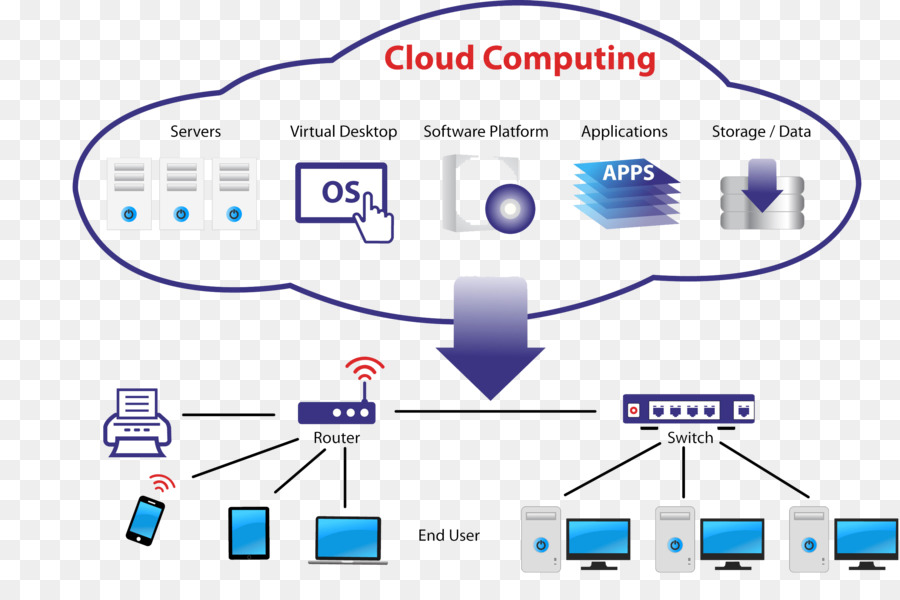 Cloud Computing
Servers
Virtual Desktop
Software Platform
Applications
Storage / Data
OS
APPS
Router
Switch
End User